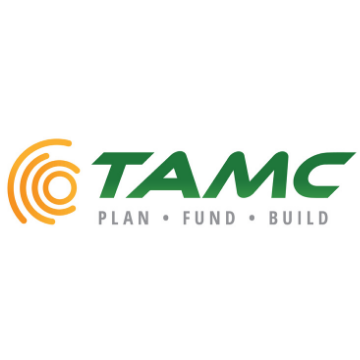 TAMC
PLAN • FUND • BUILD